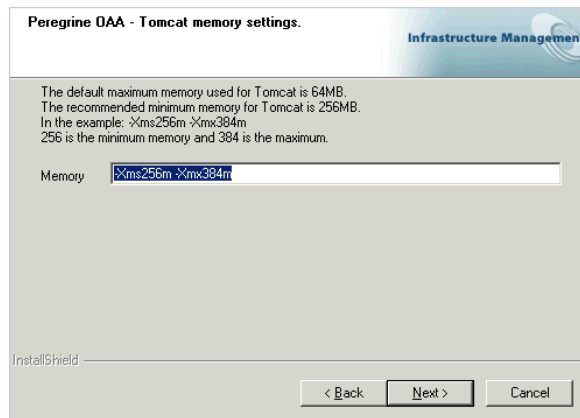 Peregrine OAA - Tomcat memory settings.
Infrastructure Management
The default maximum memory used for Tomcat is 64MB.
The recommended minimum memory for Tomcat is 256MB.
In the example: -Xms256m -Xmx384m
256 is the minimum memory and 384 is the maximum.
Memory
-Xms256m -Xmx384m
InstallShield
< Back
Next >
Cancel